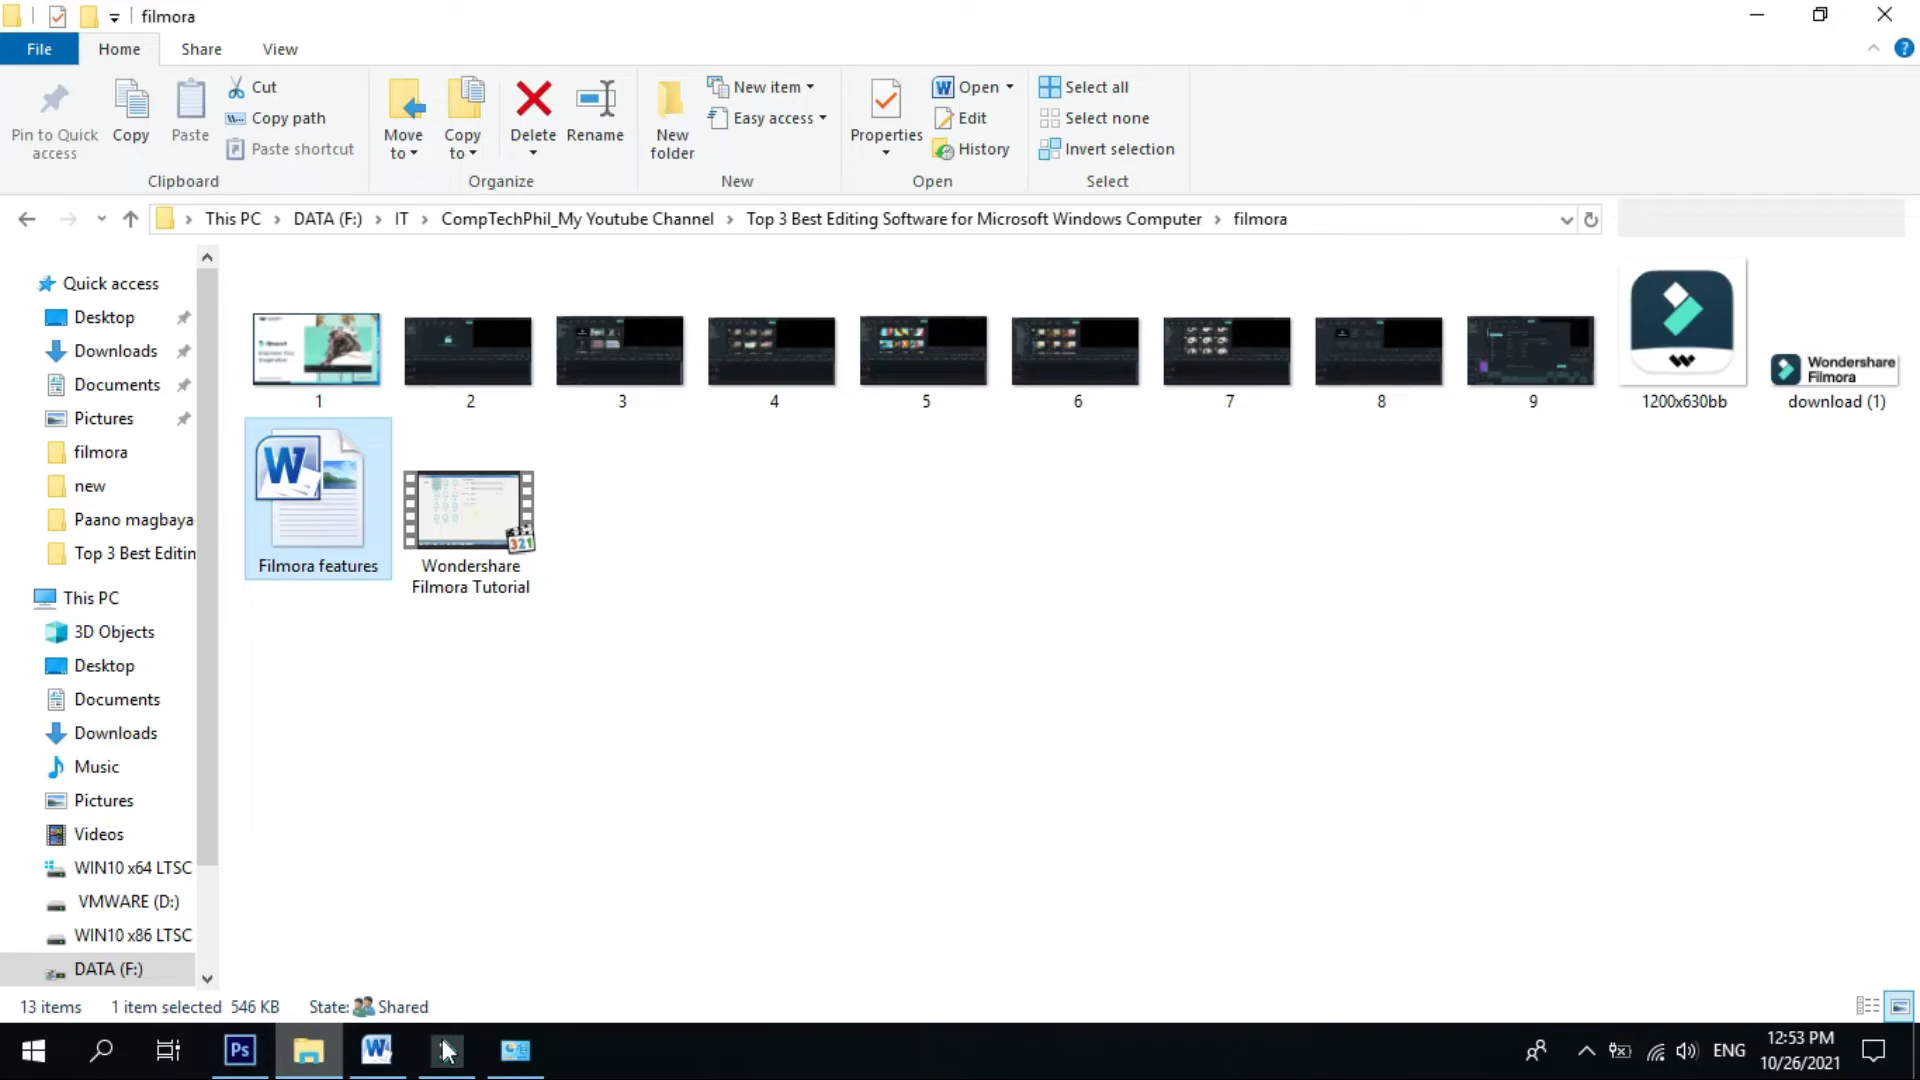 filmora
File Home Share View
Pin to Quick access
Copy
Paste
Cut
Copy path
Paste shortcut
Clipboard
Move to
Copy to
Delete
Rename
Organize
New folder
New item
Easy access
New
Properties
Open
Edit
History
Open
Select all
Select none
Invert selection
Select
This PC DATA (F:) IT CompTechPhil_My Youtube Channel Top 3 Best Editing Software for Microsoft Windows Computer filmora
Quick access
Desktop
Downloads
Documents
Pictures
filmora
new
Paano magbaya
Top 3 Best Editin
This PC
3D Objects
Desktop
Documents
Downloads
Music
Pictures
Videos
WIN10 x64 LTSC
VMWARE (D:)
WIN10 x86 LTSC
DATA (F:)
Wondershare
Filmora
1 2 3 4 5 6 7 8 9 1200x630bb download (1)
W
321
Filmora features
Wondershare
Filmora Tutorial
13 items 1 item selected 546 KB State: Shared
Ps W ENG 12:53 PM
10/26/2021